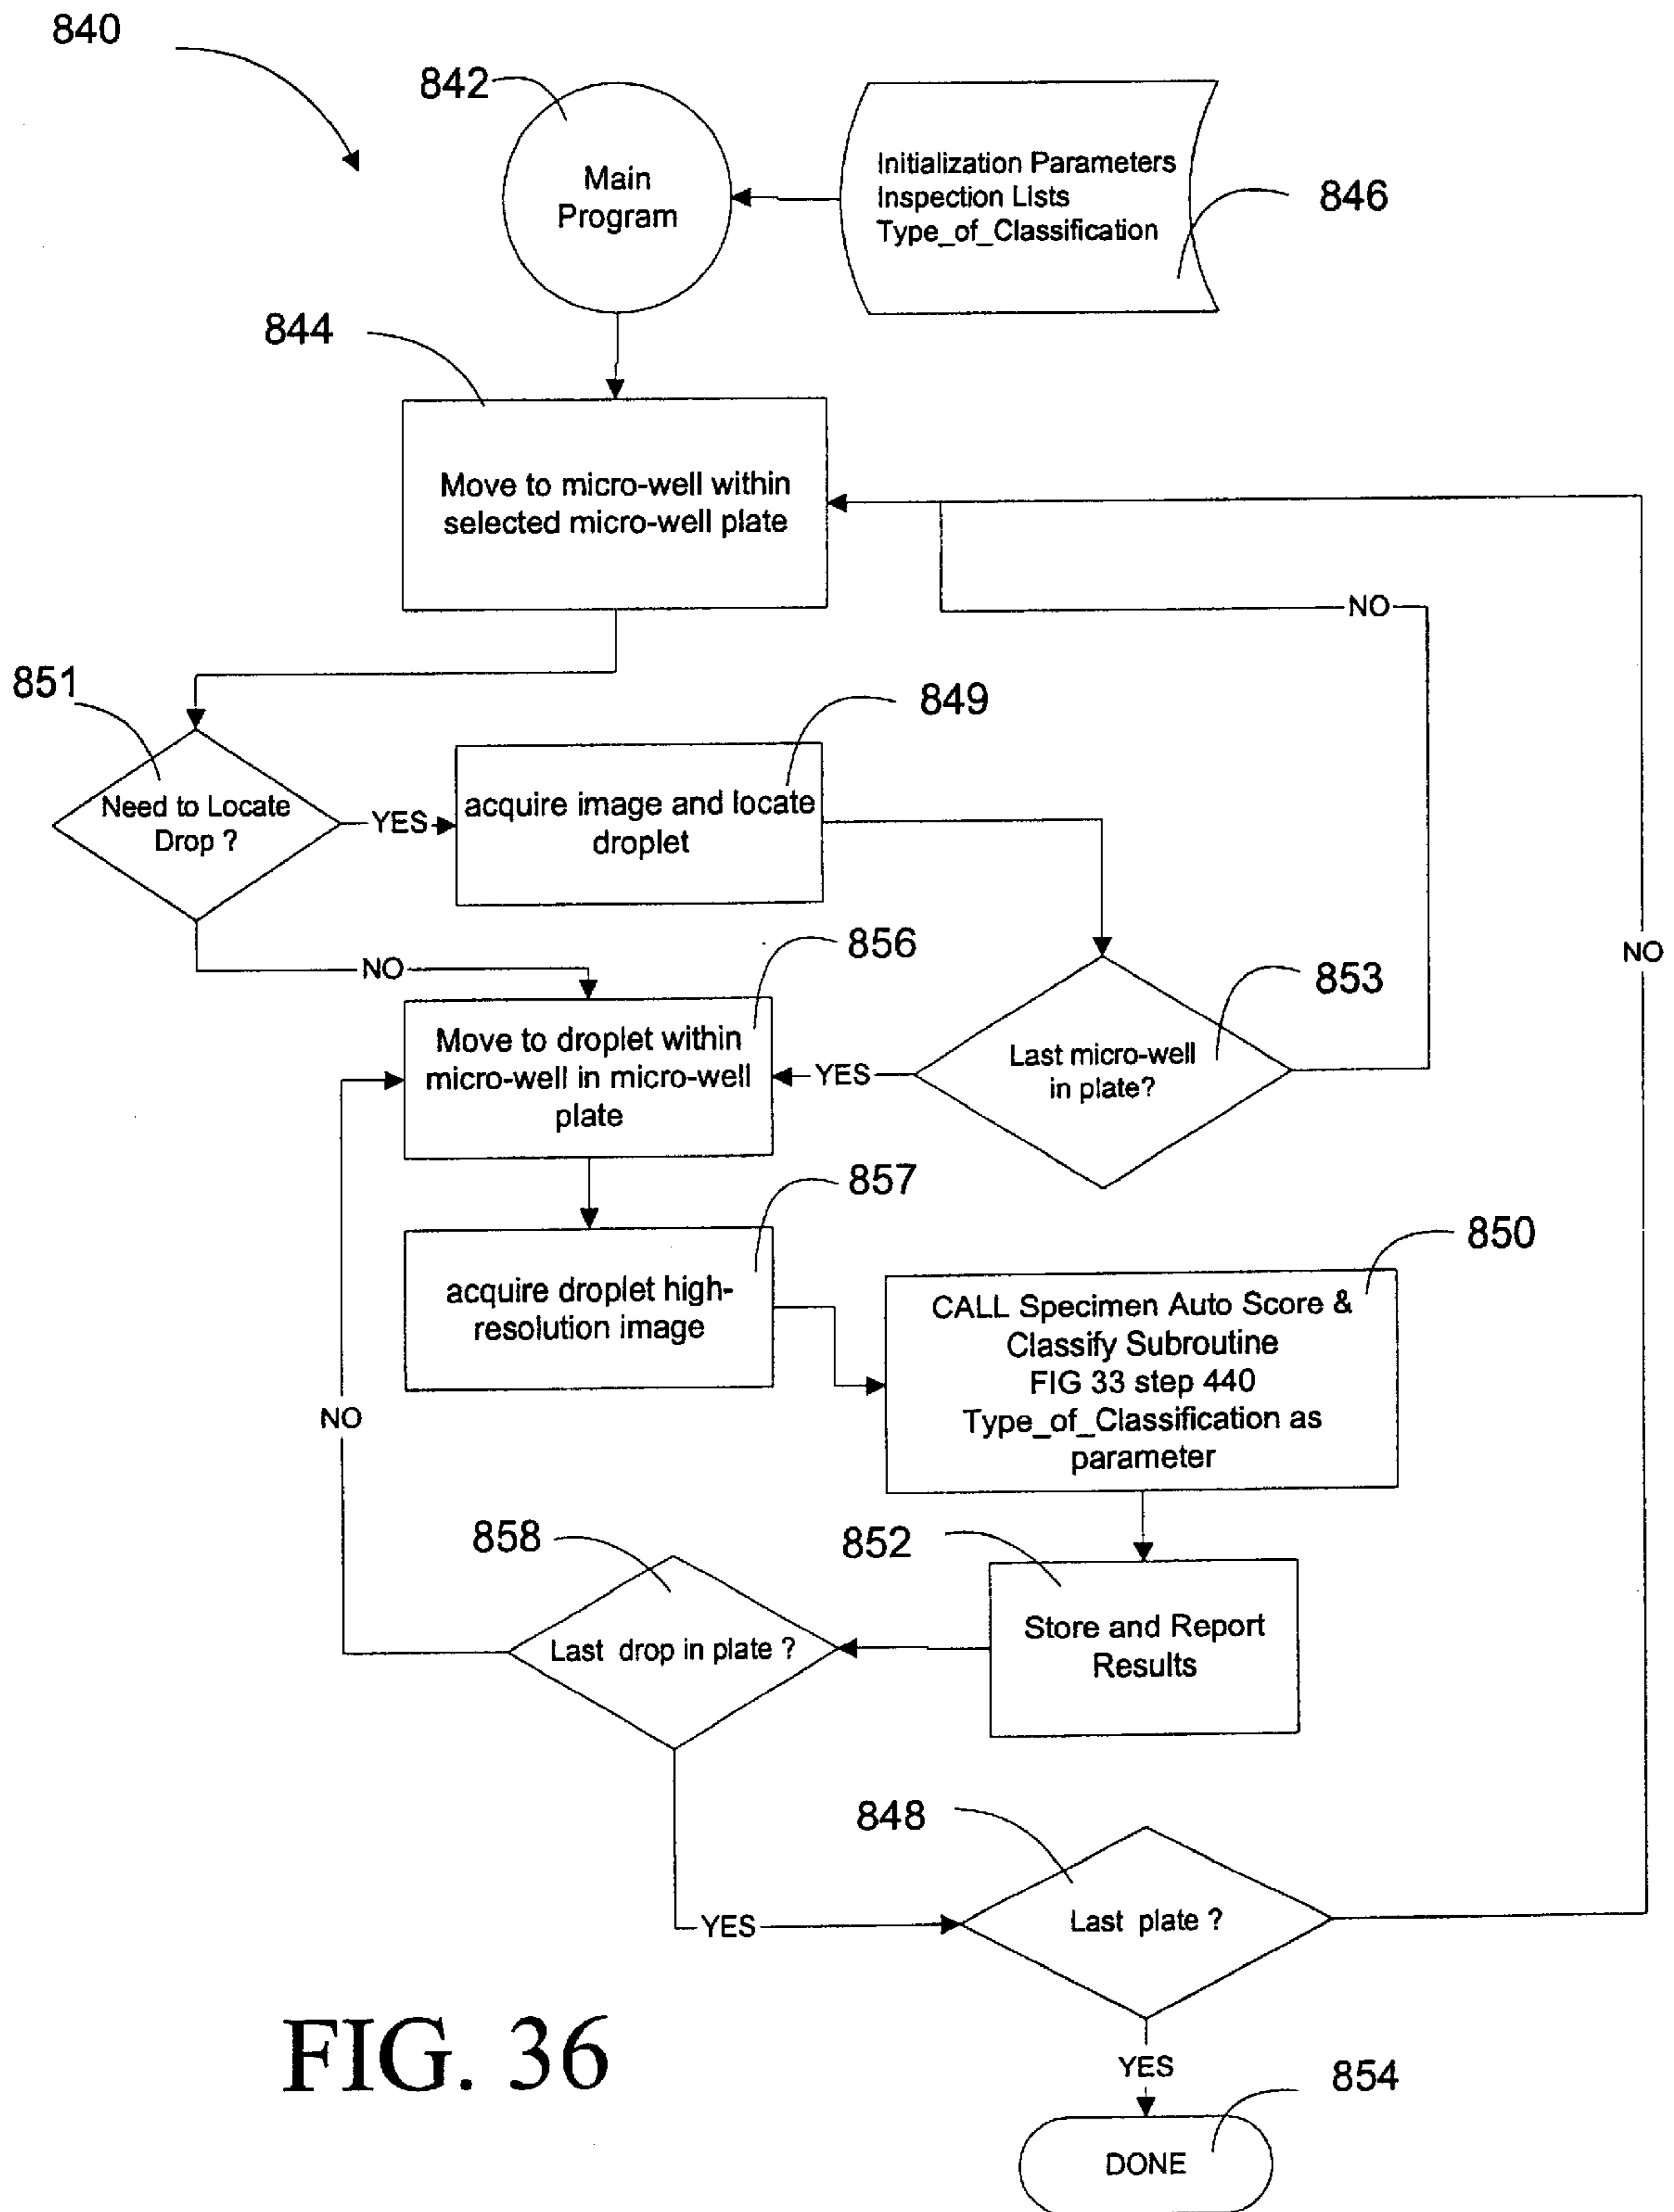 840
842
Main
Program
Initialization Parameters
Inspection Lists
Type_of_Classification
846
844
Move to micro-well within
selected micro-well plate
NO
851
Need to Locate
Drop ?
YES
849
acquire image and locate
droplet
NO
856
Move to droplet within
micro-well in micro-well
plate
YES
853
Last micro-well
in plate?
NO
857
acquire droplet high-
resolution image
850
CALL Specimen Auto Score &
Classify Subroutine
FIG 33 step 440
Type_of_Classification as
parameter
NO
858
Last drop in plate ?
852
Store and Report
Results
YES
848
Last plate ?
YES
854
DONE
FIG. 36